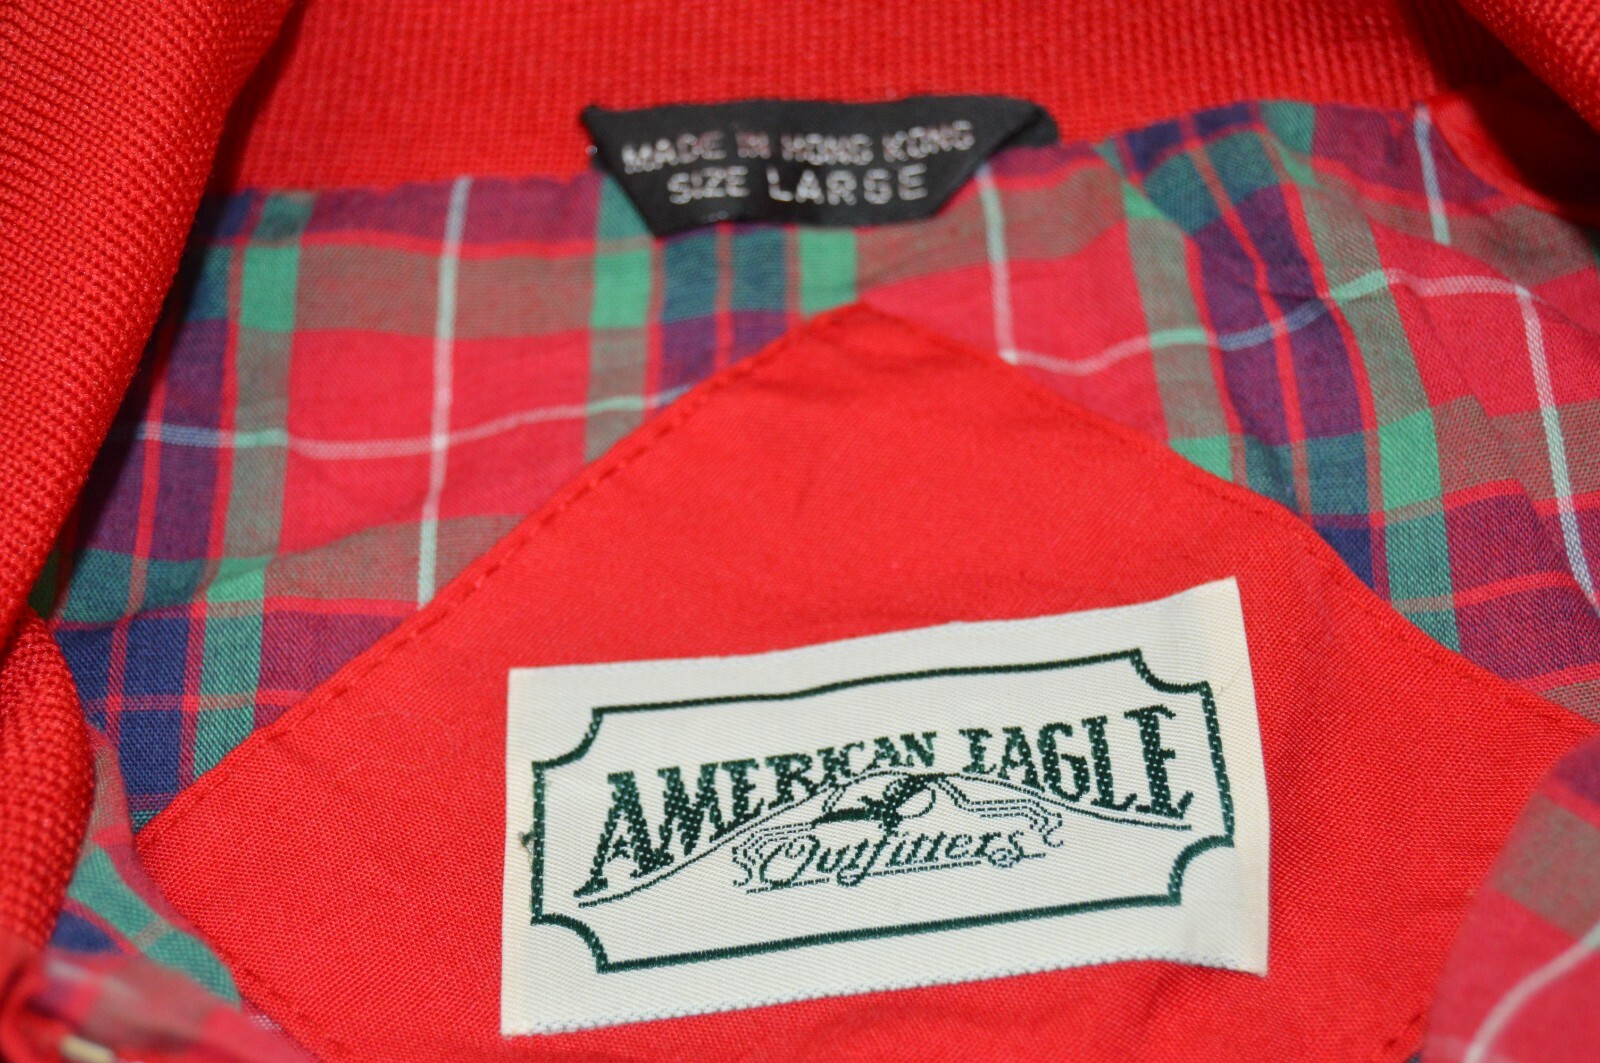 MADE IN HONG KONG
SIZE LARGE
AMERICAN EAGLE
Outfitters